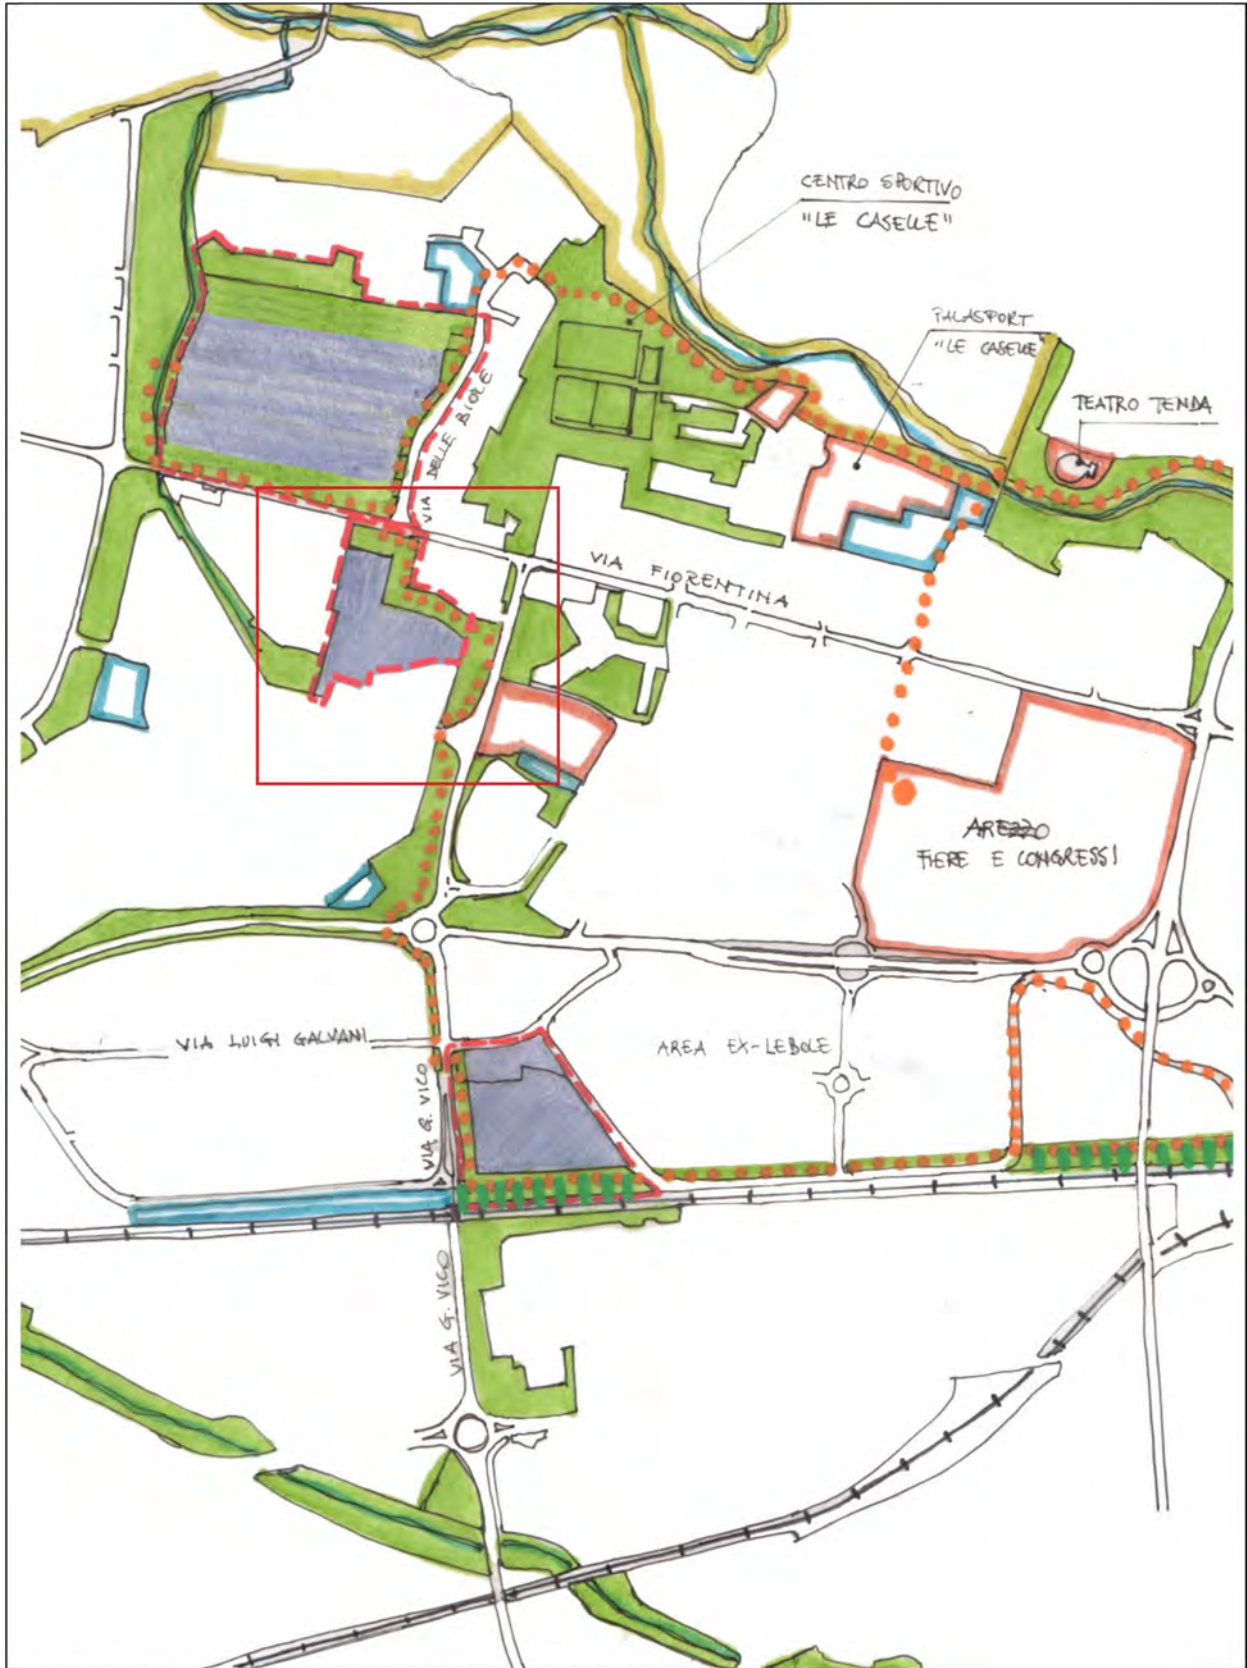 CENTRO SPORTIVO
"LE CASELLE"
PALASPORT
"LE CASELLE
TEATRO TENDA
VIA DELLE BIOLE
VIA FIORENTINA
AREZZO
FIERE E CONGRESSI
VIA LUIGI GALVANI
AREA EX-LEBOLE
VIA G. VICO
VIA G. VICO